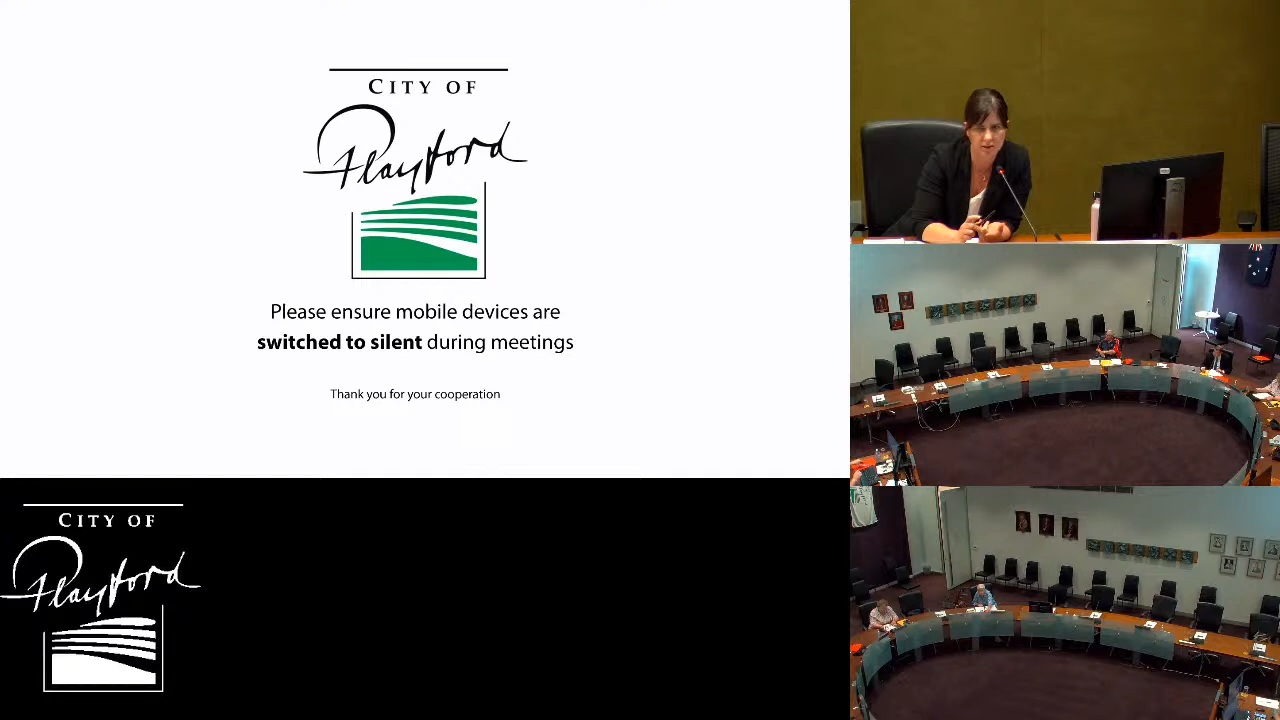 CITY OF
Playford
Please ensure mobile devices are
switched to silent during meetings
Thank you for your cooperation
CITY OF
Playford